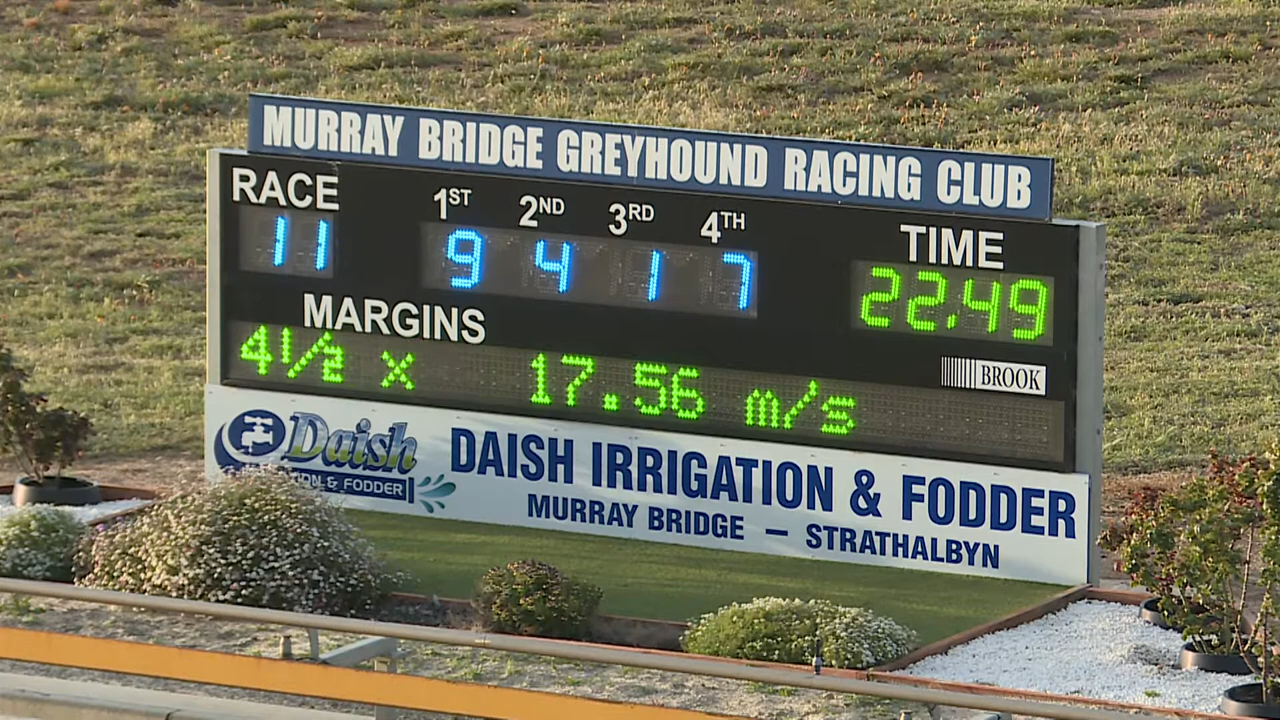 MURRAY BRIDGE GREYHOUND RACING CLUB
RACE 1ST 2ND 3RD 4TH TIME
11 9 4 1 7 22.49
MARGINS
4½ x 17.56 m/s
BROOK
Daish
& FODDER
DAISH IRRIGATION & FODDER
MURRAY BRIDGE – STRATHALBYN